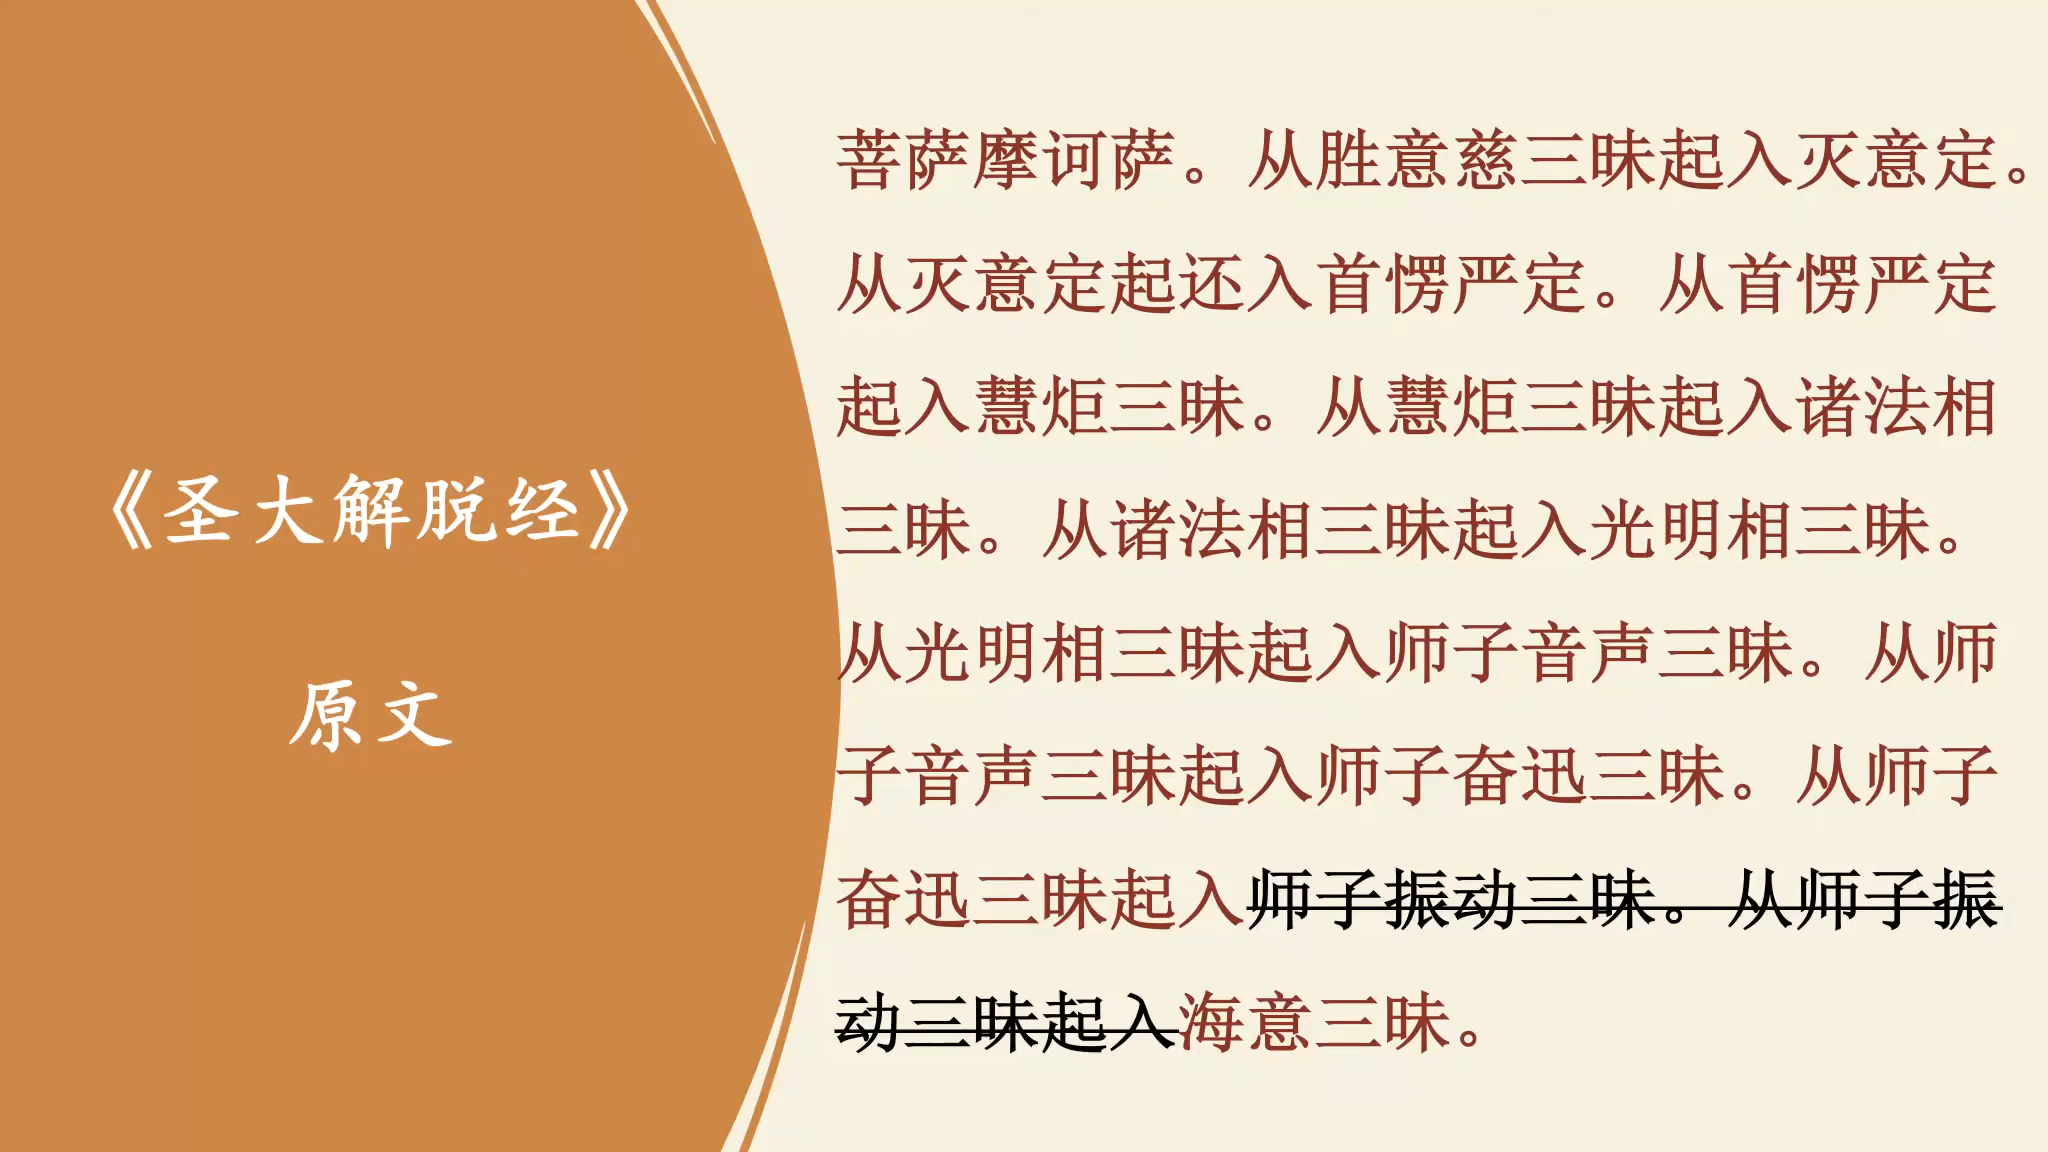 《圣大解脱经》
原文
菩萨摩诃萨。从胜意慈三昧起入灭意定。
从灭意定起还入首愣严定。从首愣严定
起入慧炬三昧。从慧炬三昧起入诸法相
三昧。从诸法相三昧起入光明相三昧。
从光明相三昧起入师子音声三昧。从师
子音声三昧起入师子奋迅三昧。从师子
奋迅三昧起入师子振动三昧。从师子振
动三昧起入海意三昧。